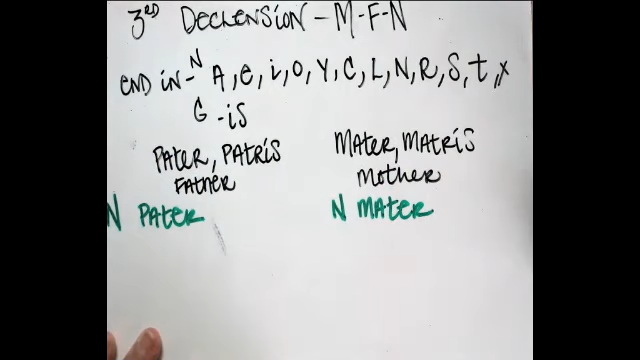 3RD DECLENSION - M-F-N
END iN - N A, e, i, O, Y, C, L, N, R, S, t, x
G - iS
PATER, PATRiS
FATHER
MATER, MATRiS
MOTHER
N PATER
N MATER